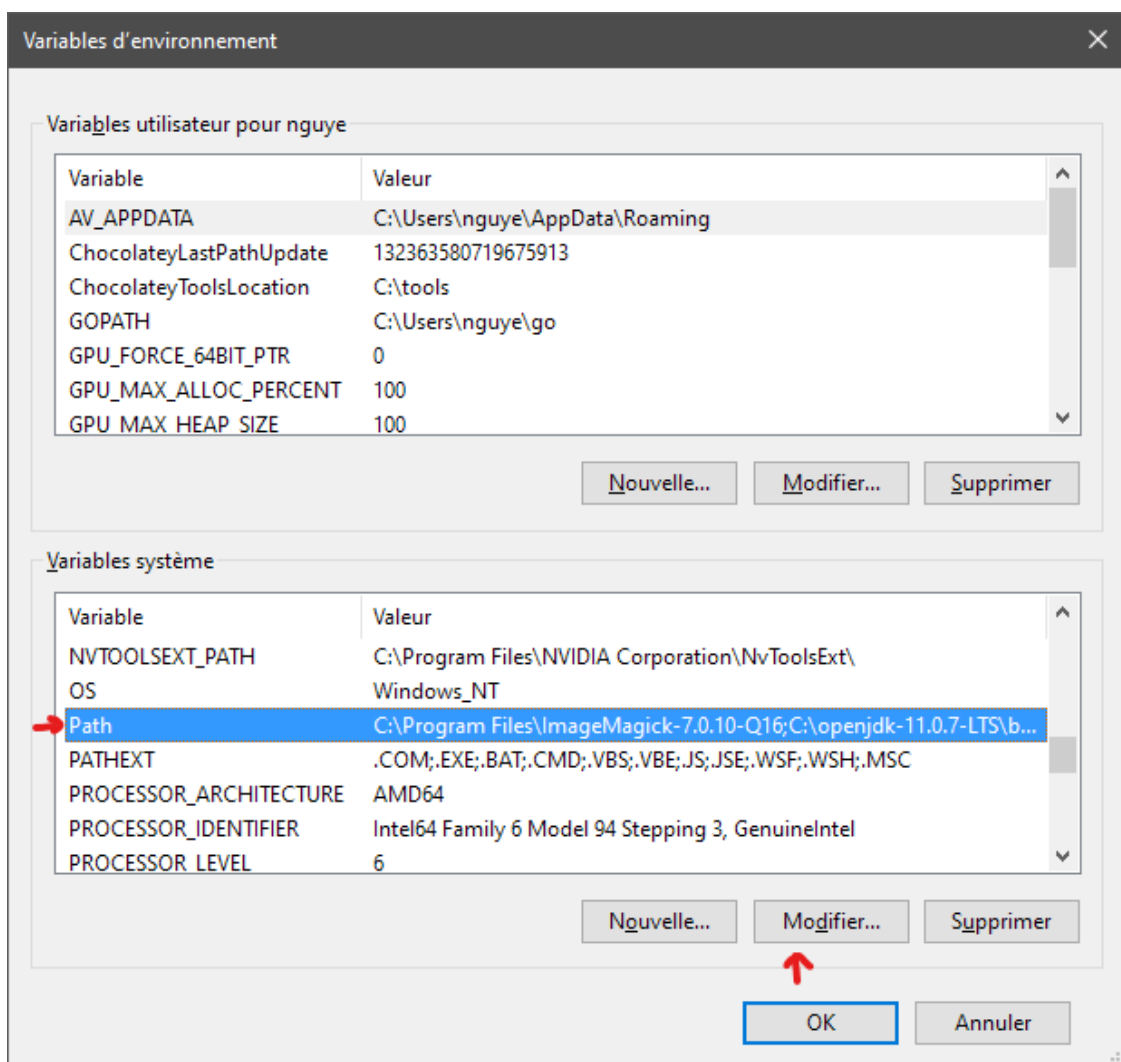 Variables d'environnement
Variables utilisateur pour nguye
Variable Valeur
AV_APPDATA C:\Users\nguye\AppData\Roaming
ChocolateyLastPathUpdate 132363580719675913
ChocolateyToolsLocation C:\tools
GOPATH C:\Users\nguye\go
GPU_FORCE_64BIT_PTR 0
GPU_MAX_ALLOC_PERCENT 100
GPU_MAX_HEAP_SIZE 100
Nouvelle... Modifier... Supprimer
Variables système
Variable Valeur
NVTOOLSEXT_PATH C:\Program Files\NVIDIA Corporation\NvToolsExt\
OS Windows_NT
Path C:\Program Files\ImageMagick-7.0.10-Q16;C:\openjdk-11.0.7-LTS\b...
PATHEXT .COM;.EXE;.BAT;.CMD;.VBS;.VBE;.JS;.JSE;.WSF;.WSH;.MSC
PROCESSOR_ARCHITECTURE AMD64
PROCESSOR_IDENTIFIER Intel64 Family 6 Model 94 Stepping 3, GenuineIntel
PROCESSOR_LEVEL 6
Nouvelle... Modifier... Supprimer
OK Annuler